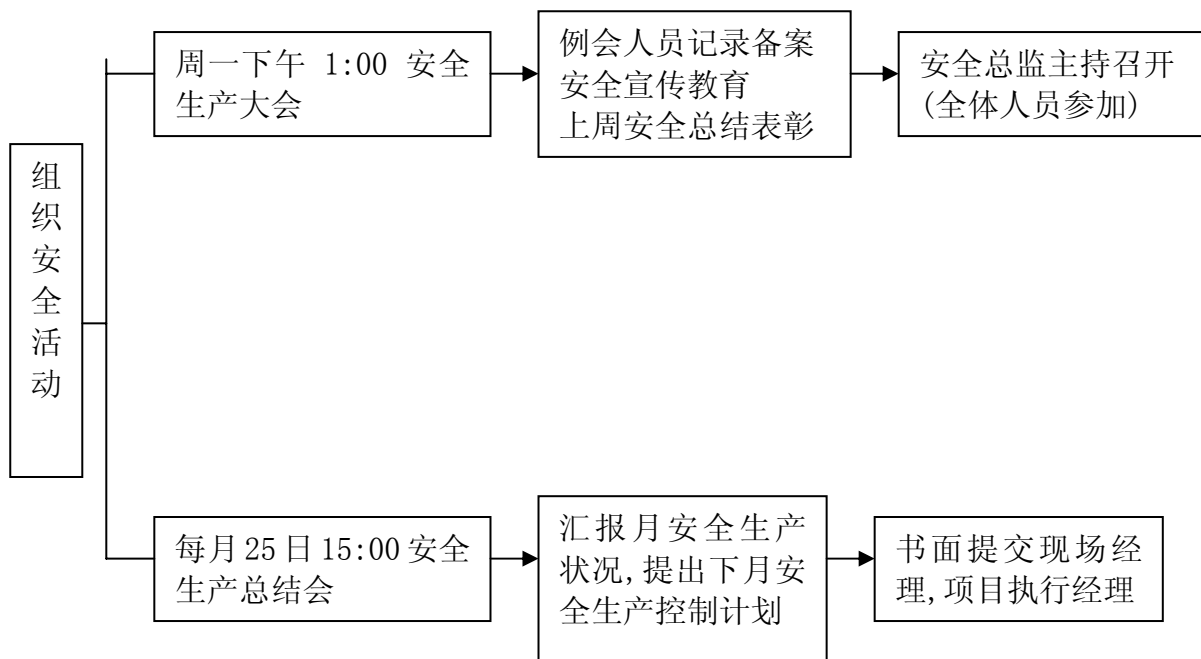 组
织
安
全
活
动
周一下午 1:00 安全
生产大会
例会人员记录备案
安全宣传教育
上周安全总结表彰
安全总监主持召开
(全体人员参加)
每月25日15:00安全
生产总结会
汇报月安全生产
状况,提出下月安
全生产控制计划
书面提交现场经
理,项目执行经理